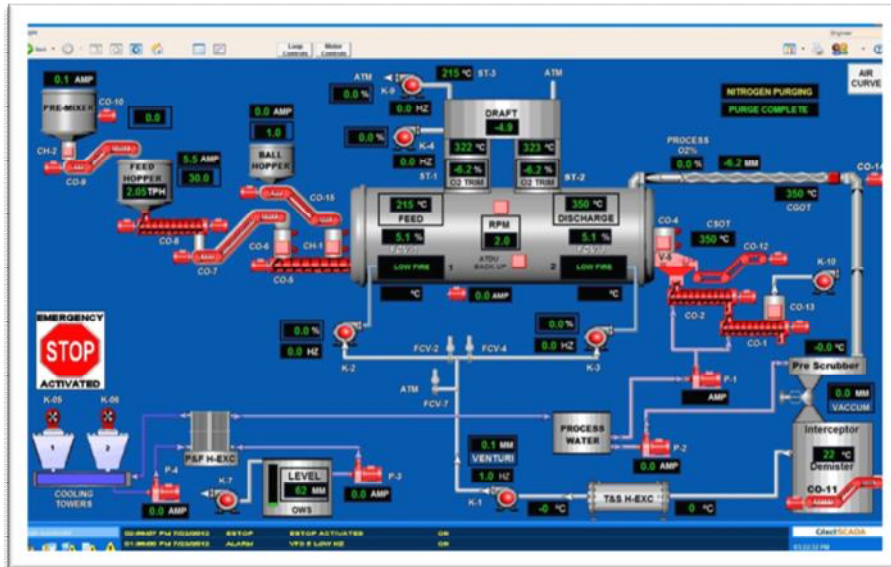 Engineer
Back
Loop Controls
Motor Controls
0.1 AMP
PRE-MIXER
CO-10
0.0
CH-2
CO-9
FEED HOPPER
2.05TPH
5.5 AMP
30.0
CO-8
CO-7
0.0 AMP
1.0
BALL HOPPER
CO-15
CO-6
CH-1
CO-5
ATM
215 °C
ST-3
ATM
0.0 %
K-9
0.0 HZ
DRAFT
-4.9
0.0 %
K-4
0.0 HZ
322 °C
323 °C
ST-1
-6.2 %
O2 TRIM
-6.2 %
O2 TRIM
ST-2
215 °C
FEED
RPM
2.0
350 °C
DISCHARGE
5.1 %
5.1 %
LOW FIRE
1
ATDU BACK UP
2
LOW FIRE
°C
0.0 AMP
°C
NITROGEN PURGING
PURGE COMPLETE
AIR CURVE
PROCESS O2%
0.0 %
-6.2 MM
CO-14
350 °C
CGOT
CO-4
CSOT
350 °C
CO-12
V-5
K-10
CO-13
CO-2
CO-1
0.0 %
0.0 HZ
K-2
FCV-2
FCV-4
0.0 %
0.0 HZ
K-3
ATM
FCV-7
P-1
AMP
-0.0 °C
Pre Scrubber
0.0 MM
VACCUM
EMERGENCY
STOP
ACTIVATED
K-05
K-06
1
2
COOLING TOWERS
P&F H-EXC
P-4
0.0 AMP
K-7
LEVEL
62 MM
OWS
P-3
0.0 AMP
PROCESS WATER
P-2
0.0 AMP
0.1 MM
VENTURI
1.0 HZ
K-1
-0 °C
T&S H-EXC
0 °C
Interceptor
22 °C
Demister
CO-11
ESTOP
ESTOP ACTIVATED
ON
ALARM
VFD 5 LOW HZ
ON
CitectSCADA